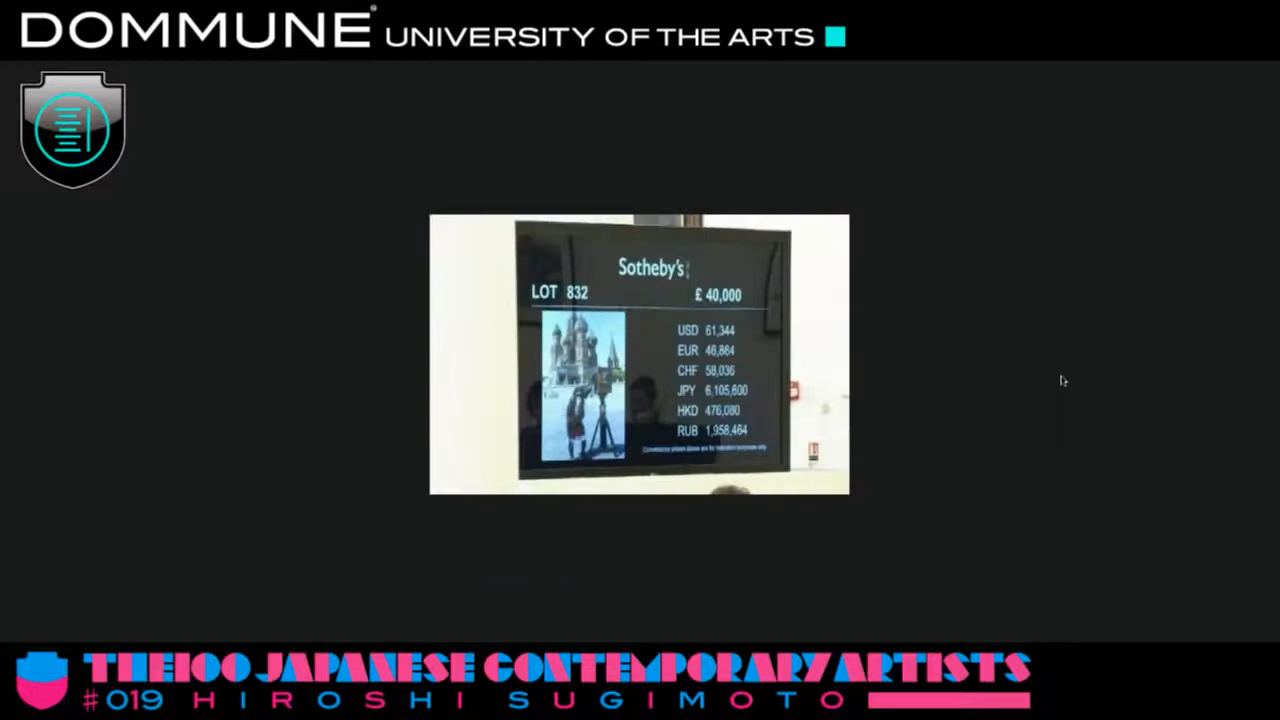 DOMMUNE UNIVERSITY OF THE ARTS
Sotheby's
LOT 832 £ 40,000
USD 61,344
EUR 46,864
CHF 58,036
JPY 6,105,600
HKD 476,080
RUB 1,958,464
THE100 JAPANESE CONTEMPORARY ARTISTS
#019 HIROSHI SUGIMOTO